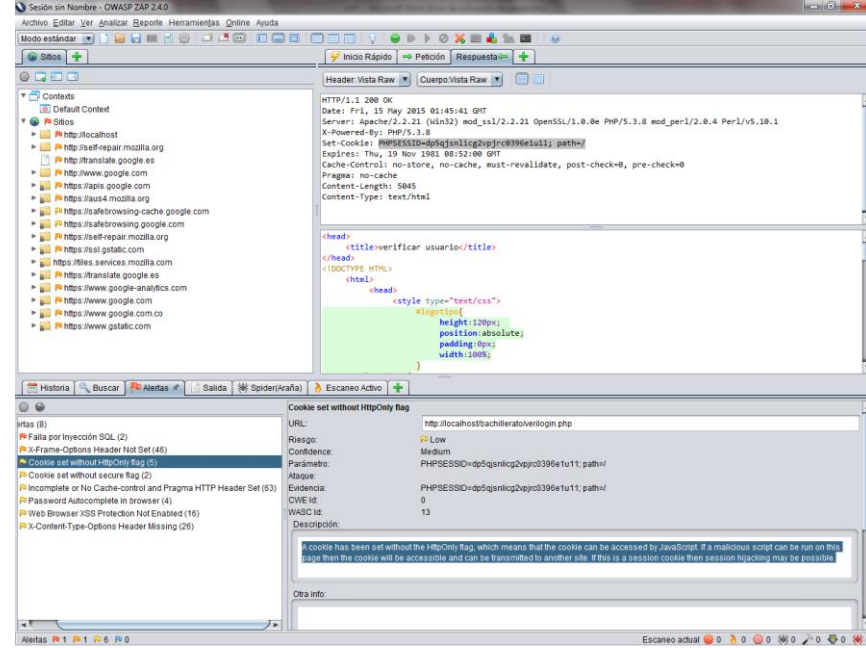 Sesión sin Nombre - OWASP ZAP 2.4.0
Archivo Editar Ver Analizar Reporte Herramientas Online Ayuda
Modo estándar
Sitios
Inicio Rápido Petición Respuesta
Header: Vista Raw Cuerpo:Vista Raw
Contexts
Default Context
Sitios
http://localhost
http://self-repair.mozilla.org
http://translate.google.es
http://www.google.com
https://apis.google.com
https://aus4.mozilla.org
https://safebrowsing-cache.google.com
https://safebrowsing.google.com
https://self-repair.mozilla.org
https://ssl.gstatic.com
https://tiles.services.mozilla.com
https://translate.google.es
https://www.google-analytics.com
https://www.google.com
https://www.google.com.co
https://www.gstatic.com
HTTP/1.1 200 OK
Date: Fri, 15 May 2015 01:45:41 GMT
Server: Apache/2.2.21 (Win32) mod_ssl/2.2.21 OpenSSL/1.0.0e PHP/5.3.8 mod_perl/2.0.4 Perl/v5.10.1
X-Powered-By: PHP/5.3.8
Set-Cookie: PHPSESSID=dp5qjsnlicg2vpjrc0396e1u11; path=/
Expires: Thu, 19 Nov 1981 08:52:00 GMT
Cache-Control: no-store, no-cache, must-revalidate, post-check=0, pre-check=0
Pragma: no-cache
Content-Length: 5045
Content-Type: text/html
<head>
<title>verificar usuario</title>
</head>
<!DOCTYPE HTML>
<html>
<head>
<style type="text/css">
#logotipo{
height:120px;
position:absolute;
padding:0px;
width:100%;
}
Historia Buscar Alertas Salida Spider(Araña) Escaneo Activo
ertas (8)
Falla por Inyección SQL (2)
X-Frame-Options Header Not Set (46)
Cookie set without HttpOnly flag (5)
Cookie set without secure flag (2)
Incomplete or No Cache-control and Pragma HTTP Header Set (63)
Password Autocomplete in browser (4)
Web Browser XSS Protection Not Enabled (16)
X-Content-Type-Options Header Missing (26)
Cookie set without HttpOnly flag
URL: http://localhost/bachillerato/verilogin.php
Riesgo: Low
Confidence: Medium
Parámetro: PHPSESSID=dp5qjsnlicg2vpjrc0396e1u11; path=/
Ataque:
Evidencia: PHPSESSID=dp5qjsnlicg2vpjrc0396e1u11; path=/
CWE Id: 0
WASC Id: 13
Descripción:
A cookie has been set without the HttpOnly flag, which means that the cookie can be accessed by JavaScript. If a malicious script can be run on this
page then the cookie will be accessible and can be transmitted to another site. If this is a session cookie then session hijacking may be possible.
Otra info:
Alertas 1 1 6 0 Escaneo actual 0 0 0 0 0 0